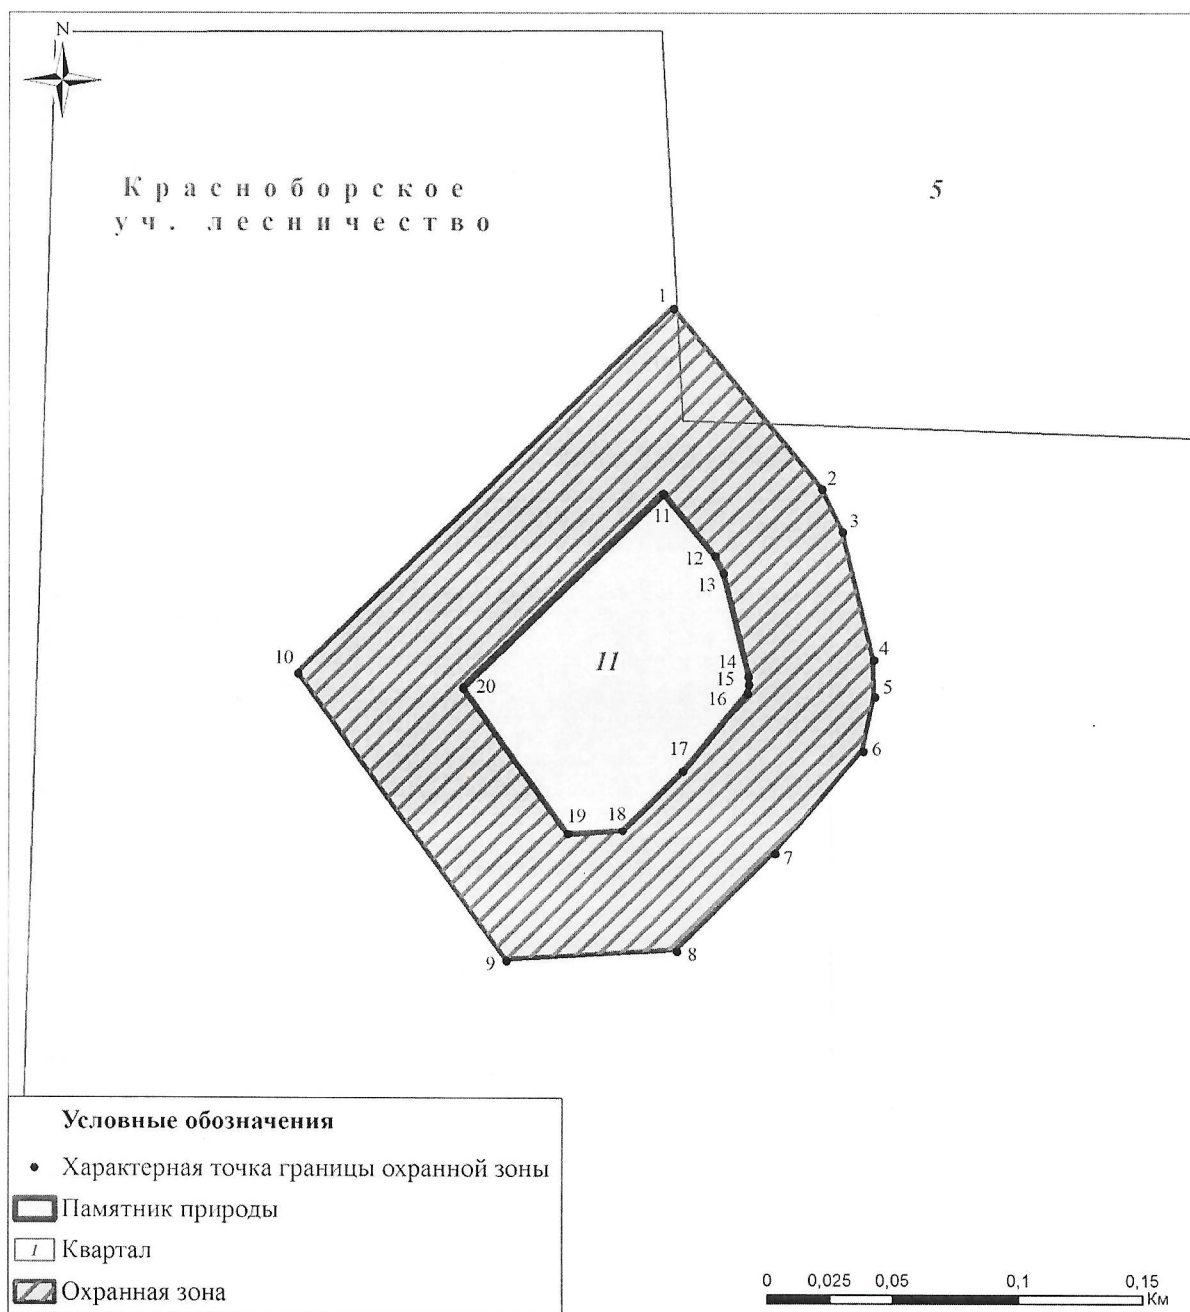 N
Красноборское
уч. лесничество
5
1
2
3
4
5
6
7
8
9
10
11
12
13
14
15
16
17
18
19
20
11
Условные обозначения
Характерная точка границы охранной зоны
Памятник природы
1 Квартал
Охранная зона
0 0,025 0,05 0,1 0,15
Км